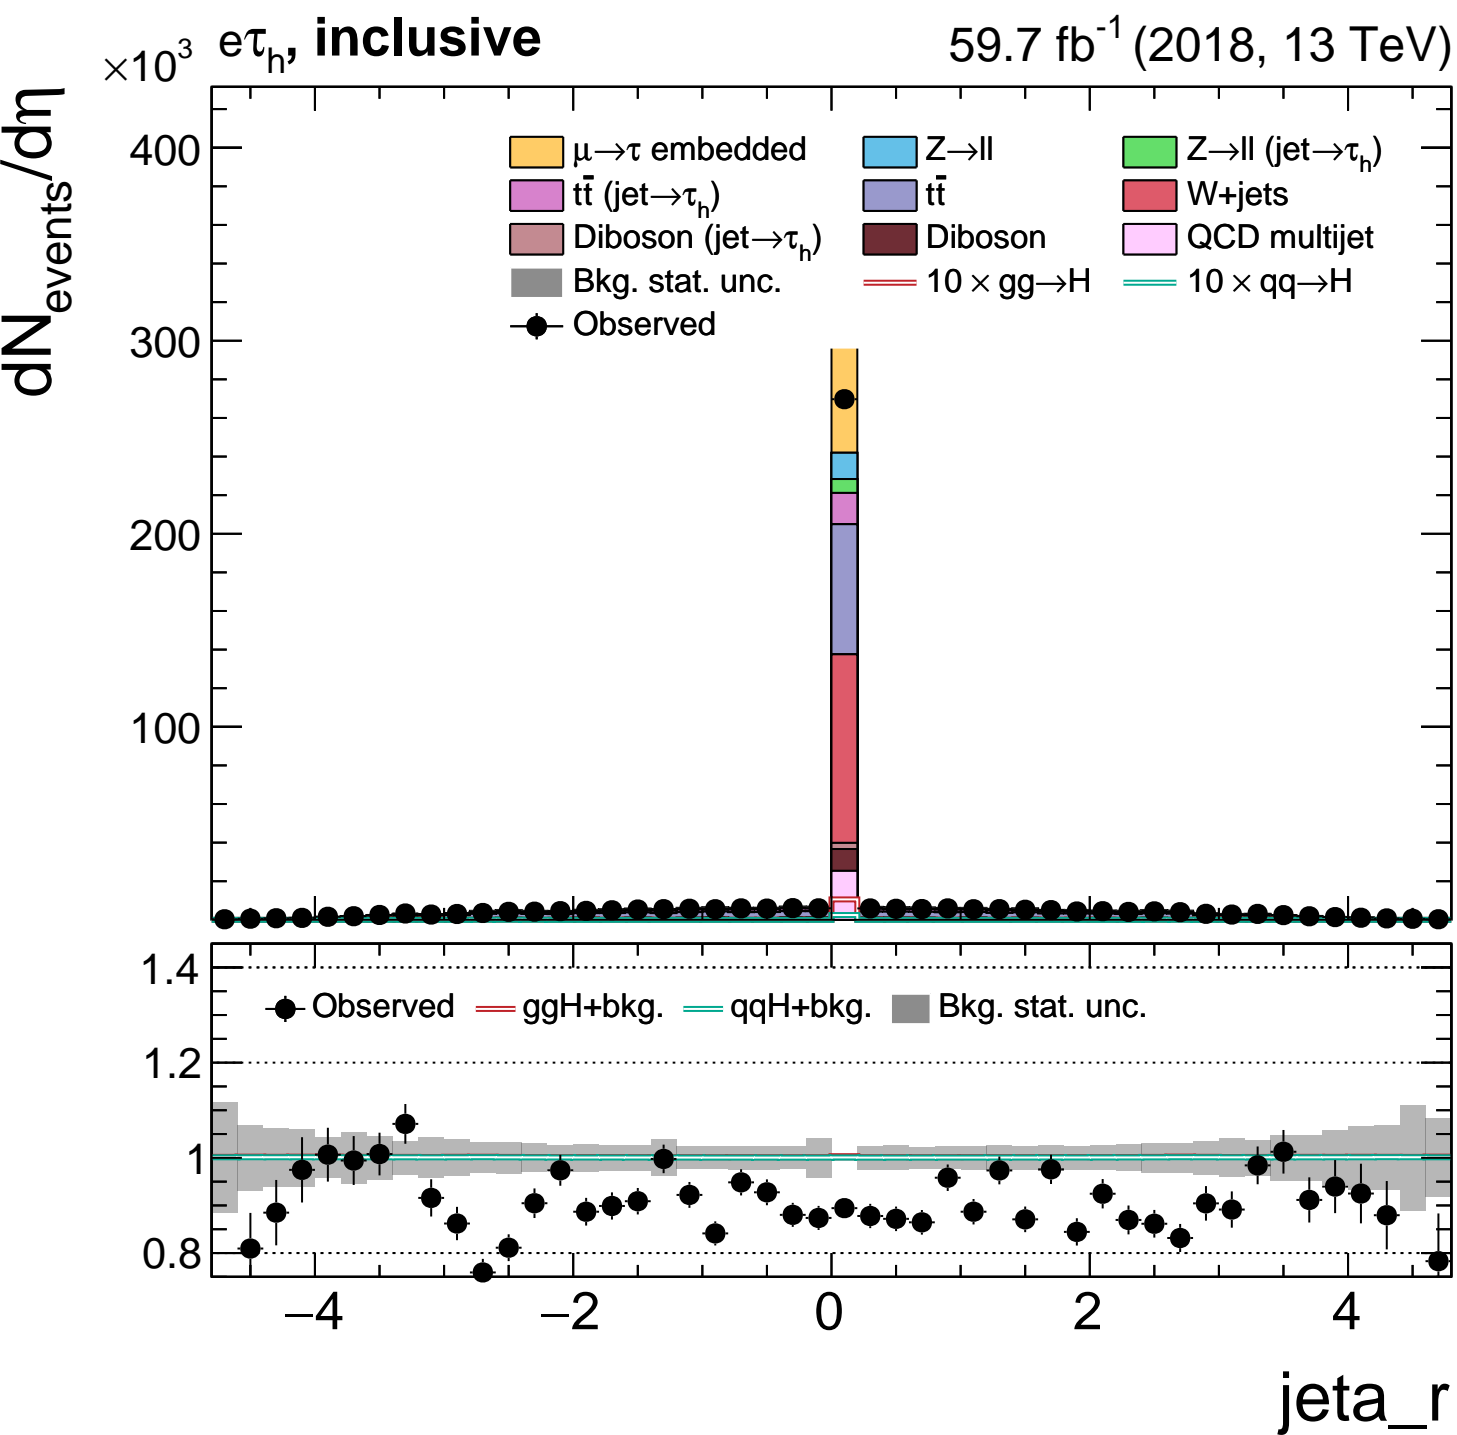 ×10³ eτₕ, inclusive 59.7 fb⁻¹ (2018, 13 TeV)
dN_events/dη
μ→τ embedded Z→ll Z→ll (jet→τₕ)
tt̄ (jet→τₕ) tt̄ W+jets
Diboson (jet→τₕ) Diboson QCD multijet
Bkg. stat. unc. 10 × gg→H 10 × qq→H
Observed
400
300
200
100
1.4
Observed ggH+bkg. qqH+bkg. Bkg. stat. unc.
1.2
1
0.8
−4 −2 0 2 4
jeta_r